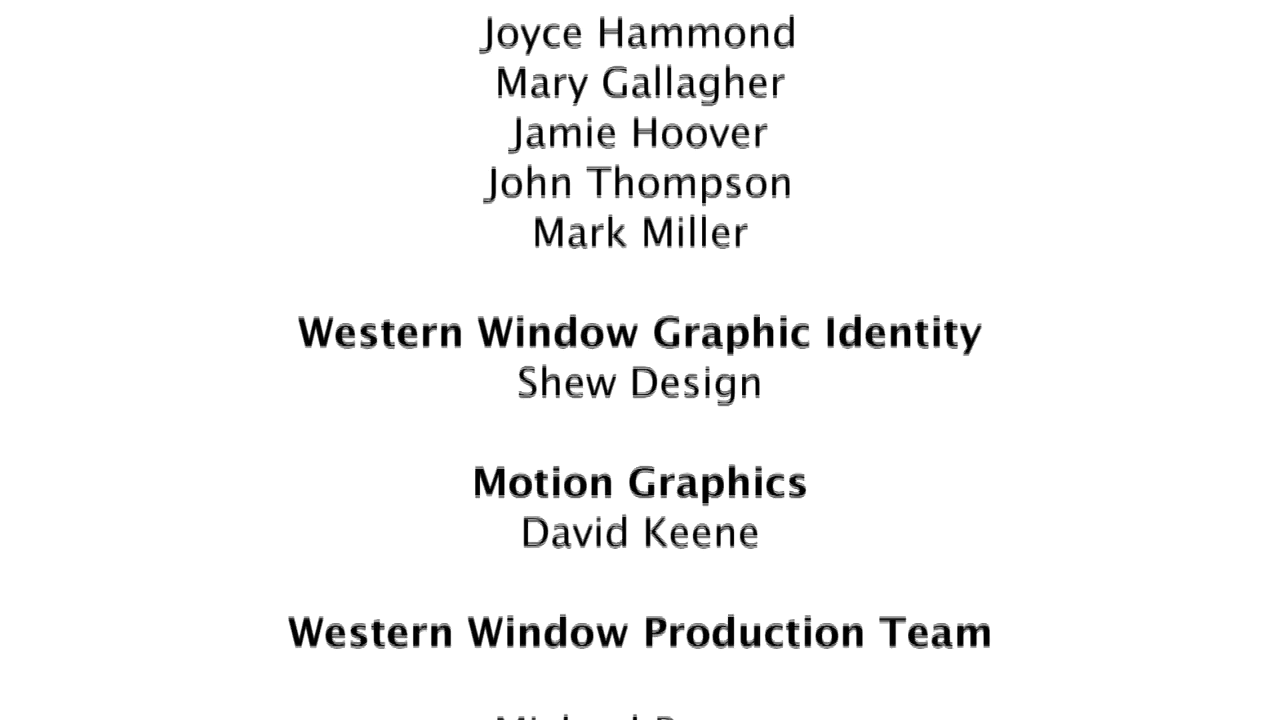 Joyce Hammond
Mary Gallagher
Jamie Hoover
John Thompson
Mark Miller
Western Window Graphic Identity
Shew Design
Motion Graphics
David Keene
Western Window Production Team